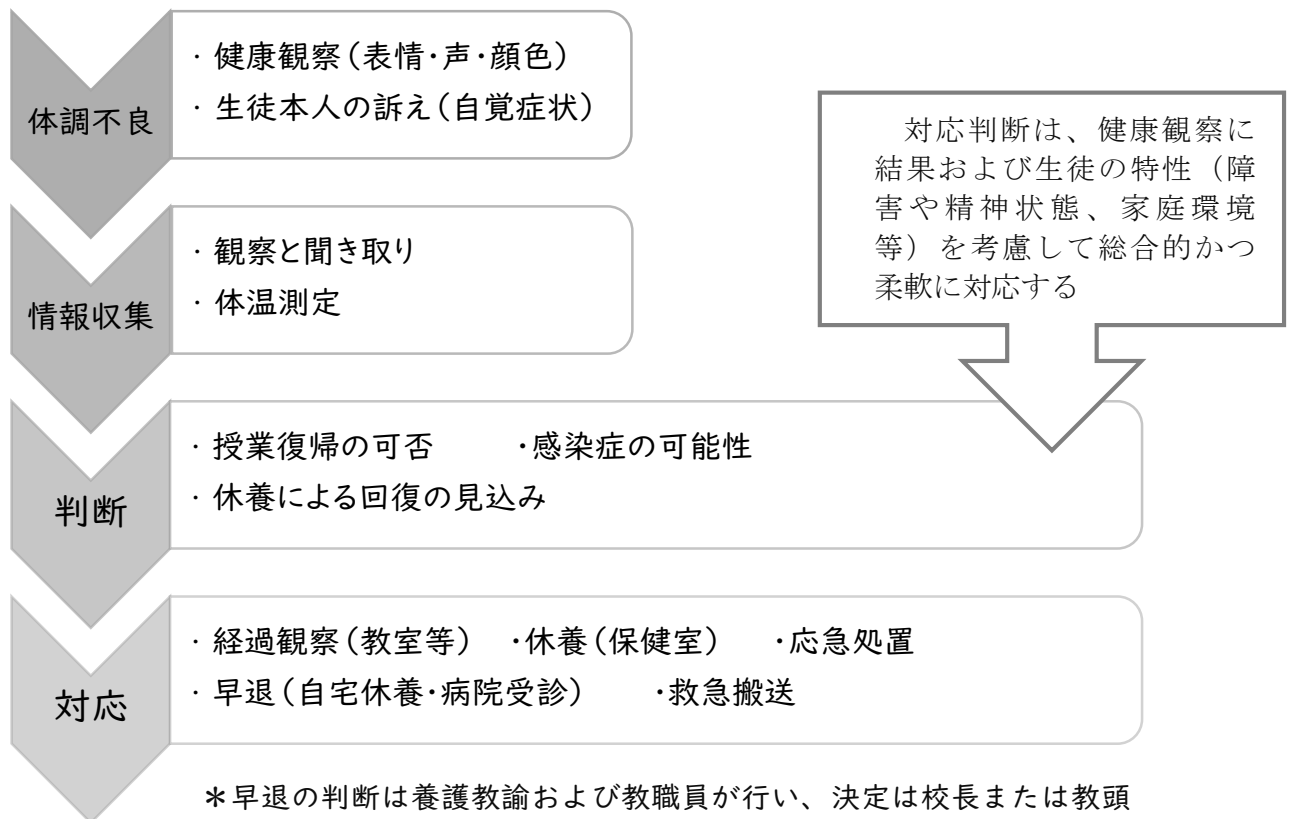 体調不良
・健康観察(表情・声・顔色)
・生徒本人の訴え(自覚症状)
対応判断は、健康観察に
結果および生徒の特性(障
害や精神状態、家庭環境
等)を考慮して総合的かつ
柔軟に対応する
情報収集
・観察と聞き取り
・体温測定
判断
・授業復帰の可否 ・感染症の可能性
・休養による回復の見込み
対応
・経過観察(教室等) ・休養(保健室) ・応急処置
・早退(自宅休養・病院受診) ・救急搬送
*早退の判断は養護教諭および教職員が行い、決定は校長または教頭